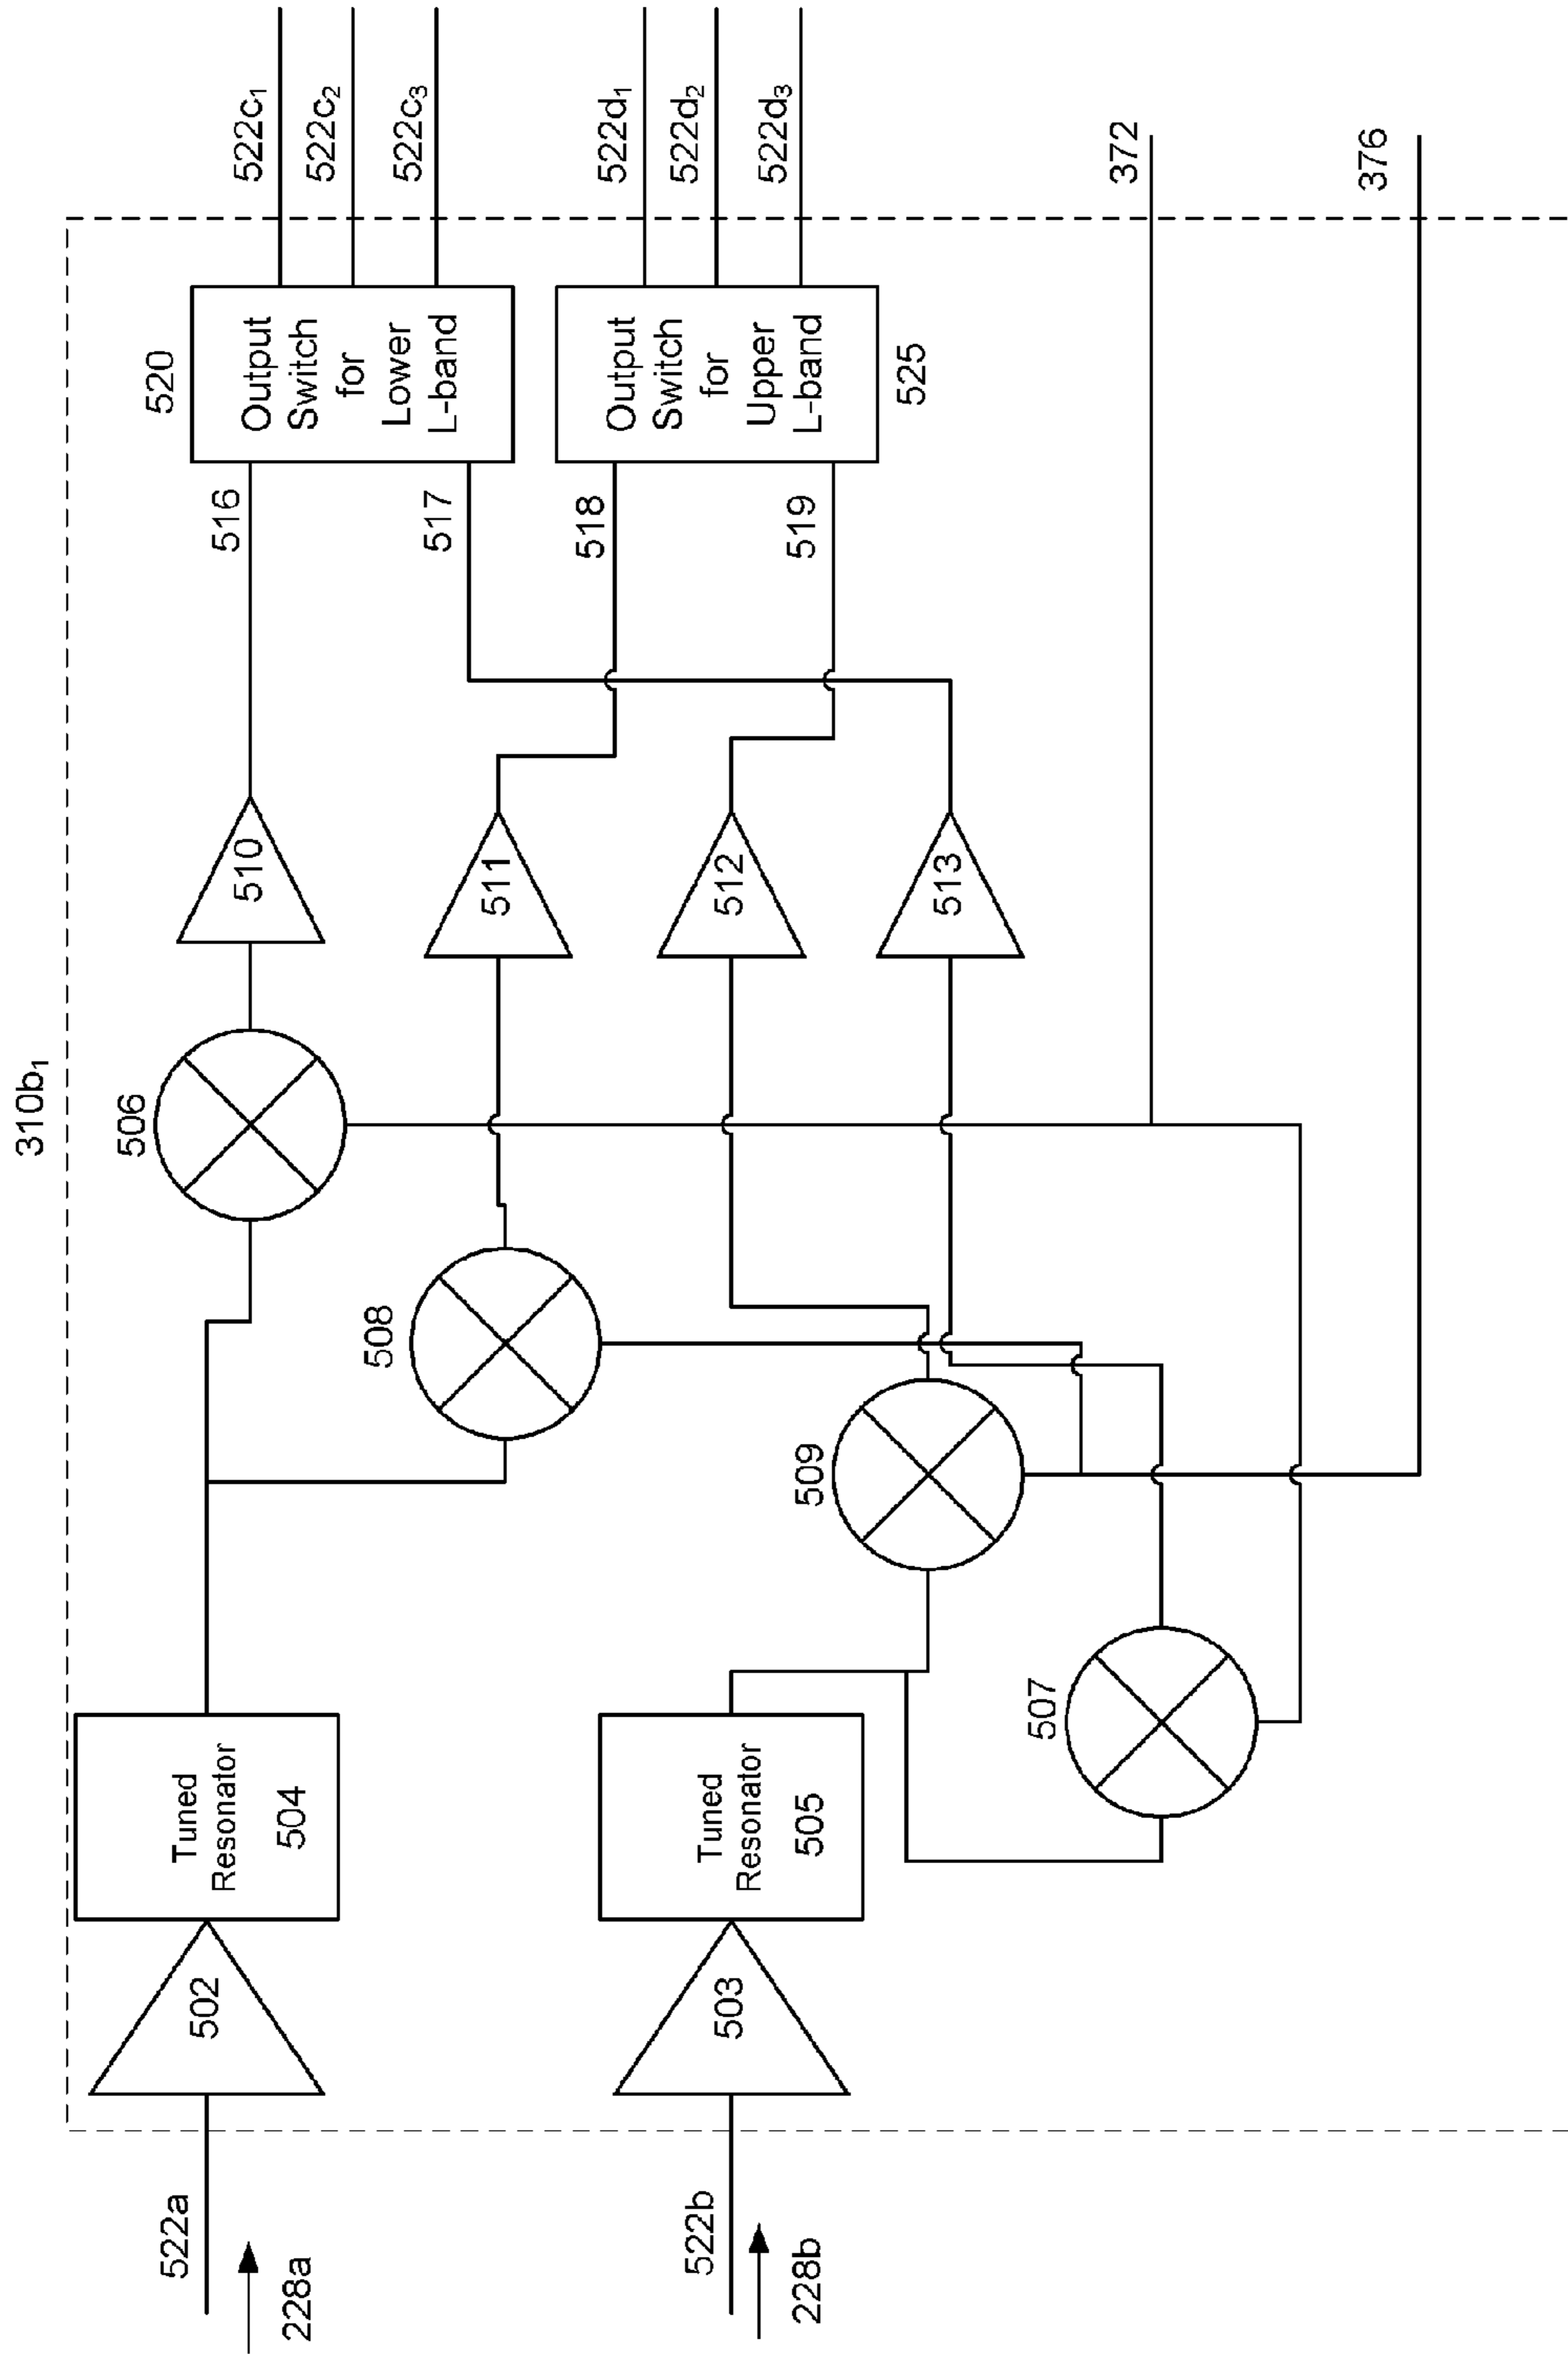 310b₁
522a
228a
502
Tuned
Resonator
504
506
508
510
511
516
517
520
Output
Switch
for
Lower
L-band
522c₁
522c₂
522c₃
522b
228b
503
Tuned
Resonator
505
507
509
512
513
518
519
Output
Switch
for
Upper
L-band
525
522d₁
522d₂
522d₃
372
376